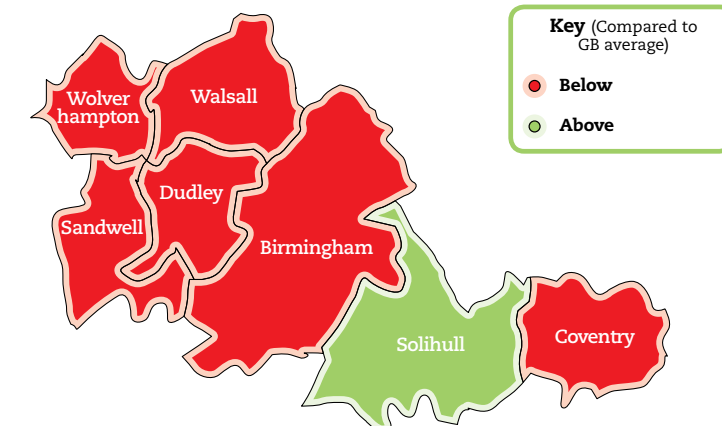 Key (Compared to
GB average)
Below
Above
Wolver
hampton
Walsall
Dudley
Sandwell
Birmingham
Solihull
Coventry